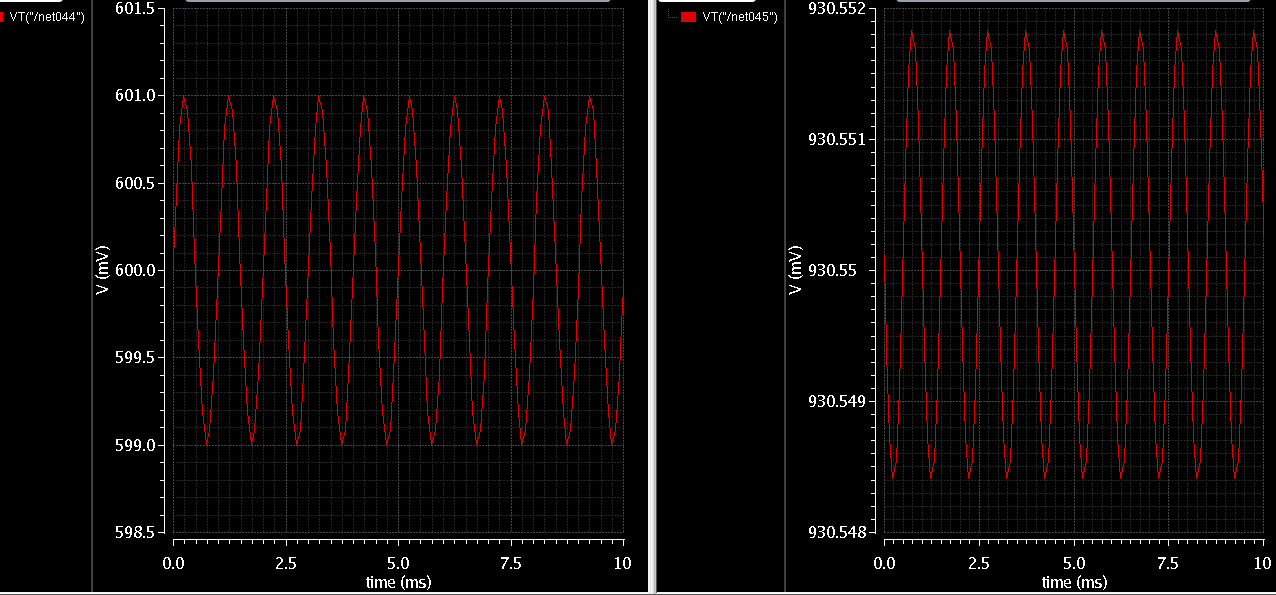 VT("/net044")
601.5
601.0
600.5
600.0
599.5
599.0
598.5
V (mV)
0.0 2.5 5.0 7.5 10
time (ms)
VT("/net045")
930.552
930.551
930.55
930.549
930.548
V (mV)
0.0 2.5 5.0 7.5 10
time (ms)